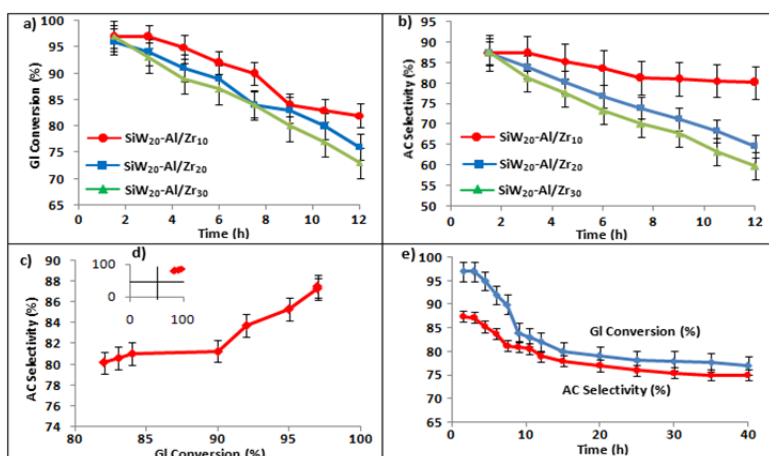 a)
100
95
90
85
80
75
70
65
Gl Conversion (%)
SiW20-Al/Zr10
SiW20-Al/Zr20
SiW20-Al/Zr30
0 2 4 6 8 10 12
Time (h)
b)
100
95
90
85
80
75
70
65
60
55
50
AC Selectivity (%)
SiW20-Al/Zr10
SiW20-Al/Zr20
SiW20-Al/Zr30
0 2 4 6 8 10 12
Time (h)
c)
90
88
86
84
82
80
78
76
74
AC Selectivity (%)
80 85 90 95 100
Gl Conversion (%)
d)
100
0
0 100
e)
100
95
90
85
80
75
70
65
Gl Conversion (%)
AC Selectivity (%)
0 10 20 30 40
Time (h)